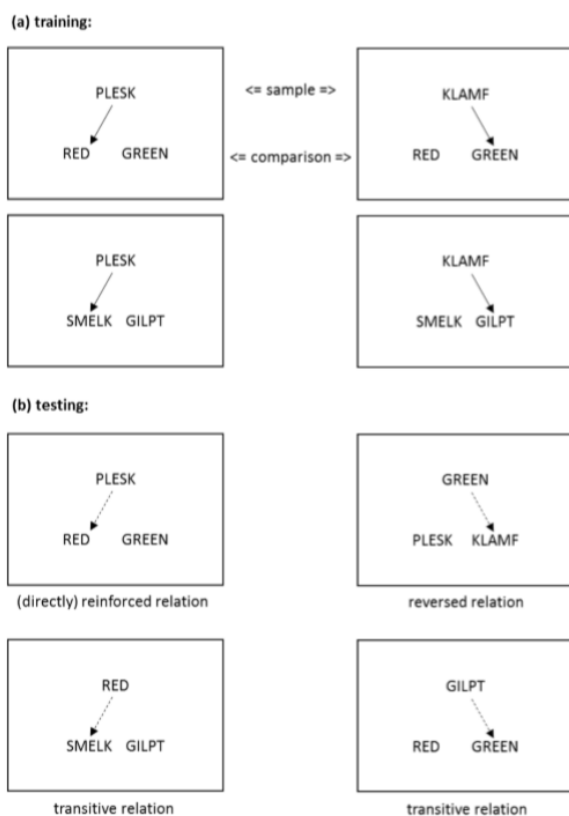 (a) training:
PLESK <= sample => KLAMF
RED GREEN <= comparison => RED GREEN
PLESK KLAMF
SMELK GILPT SMELK GILPT
(b) testing:
PLESK GREEN
RED GREEN PLESK KLAMF
(directly) reinforced relation reversed relation
RED GILPT
SMELK GILPT RED GREEN
transitive relation transitive relation